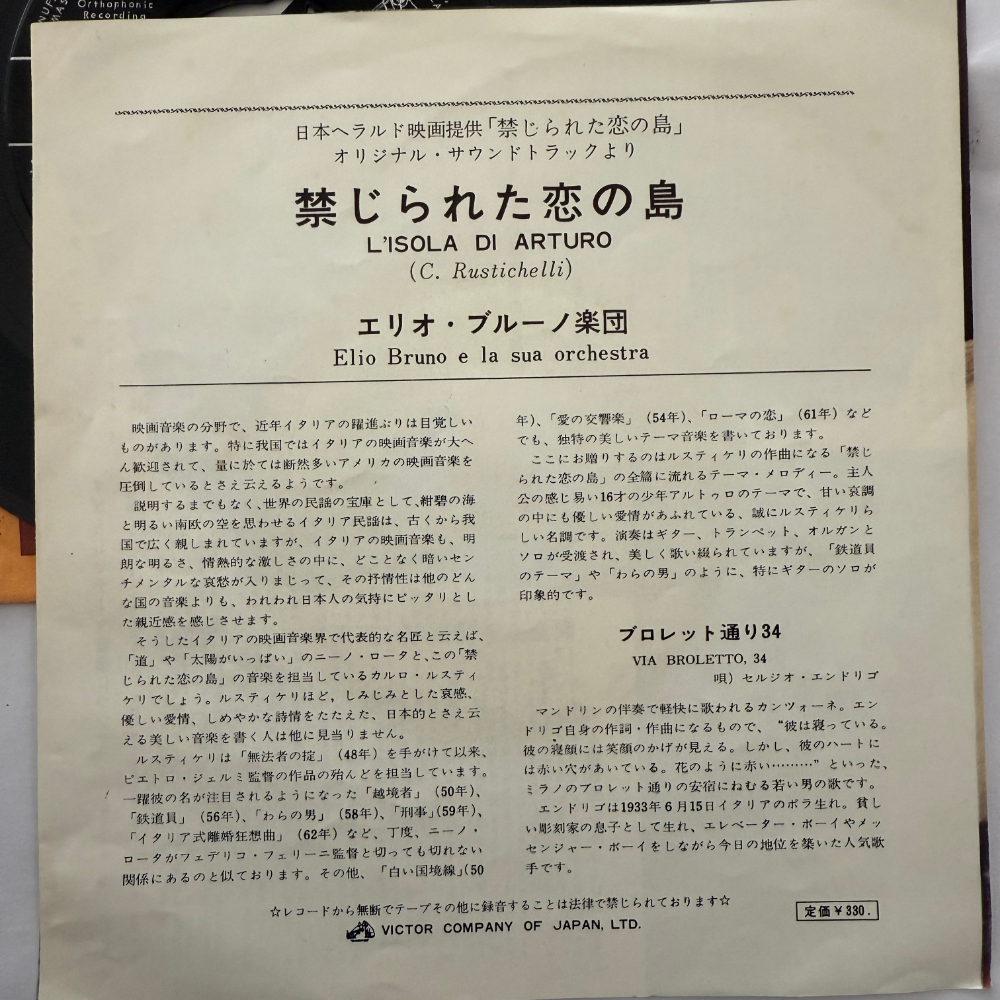 Orthophonic
Recording
日本ヘラルド映画提供「禁じられた恋の島」
オリジナル・サウンドトラックより
禁じられた恋の島
L'ISOLA DI ARTURO
(C. Rustichelli)
エリオ・ブルーノ楽団
Elio Bruno e la sua orchestra
映画音楽の分野で、近年イタリアの躍進ぶりは目覚しい
ものがあります。特に我国ではイタリアの映画音楽が大へ
ん歓迎されて、量に於ては断然多いアメリカの映画音楽を
圧倒しているとさえ云えるようです。
説明するまでもなく、世界の民謡の宝庫として、紺碧の海
と明るい南欧の空を思わせるイタリア民謡は、古くから我
国で広く親しまれていますが、イタリアの映画音楽も、明
朗な明るさ、情熱的な激しさの中に、どことなく暗いセン
チメンタルな哀愁が入りまじって、その抒情性は他のどん
な国の音楽よりも、われわれ日本人の気持にピッタリとし
た親近感を感じさせます。
そうしたイタリアの映画音楽界で代表的な名匠と云えば、
「道」や「太陽がいっぱい」のニーノ・ロータと、この「禁
じられた恋の島」の音楽を担当しているカルロ・ルスティ
ケリでしょう。ルスティケリほど、しみじみとした哀感、
優しい愛情、しめやかな詩情をたたえた、日本的とさえ云
える美しい音楽を書く人は他に見当りません。
ルスティケリは「無法者の掟」（48年）を手がけて以来、
ピエトロ・ジェルミ監督の作品の殆んどを担当しています。
一躍彼の名が注目されるようになった「越境者」（50年）、
「鉄道員」（56年）、「わらの男」（58年）、「刑事」（59年）、
「イタリア式離婚狂想曲」（62年）など、丁度、ニーノ・
ロータがフェデリコ・フェリーニ監督と切っても切れない
関係にあるのと似ております。その他、「白い国境線」（50
年）、「愛の交響楽」（54年）、「ローマの恋」（61年）など
でも、独特の美しいテーマ音楽を書いております。
ここにお贈りするのはルスティケリの作曲になる「禁じ
られた恋の島」の全篇に流れるテーマ・メロディー。主人
公の感じ易い16才の少年アルトゥロのテーマで、甘い哀調
の中にも優しい愛情があふれている、誠にルスティケリら
しい名調です。演奏はギター、トランペット、オルガンと
ソロが受渡され、美しく歌い綴られていますが、「鉄道員
のテーマ」や「わらの男」のように、特にギターのソロが
印象的です。
ブロレット通り34
VIA BROLETTO, 34
唄）セルジオ・エンドリゴ
マンドリンの伴奏で軽快に歌われるカンツォーネ。エン
ドリゴ自身の作詞・作曲になるもので、“彼は寝っている。
彼の寝顔には笑顔のかげが見える。しかし、彼のハートに
は赤い穴があいている。花のように赤い………”といった、
ミラノのブロレット通りの安宿にねむる若い男の歌です。
エンドリゴは1933年6月15日イタリアのポラ生れ。貧し
い彫刻家の息子として生れ、エレベーター・ボーイやメッ
センジャー・ボーイをしながら今日の地位を築いた人気歌
手です。
☆レコードから無断でテープその他に録音することは法律で禁じられております☆
定価￥330.
VICTOR COMPANY OF JAPAN, LTD.